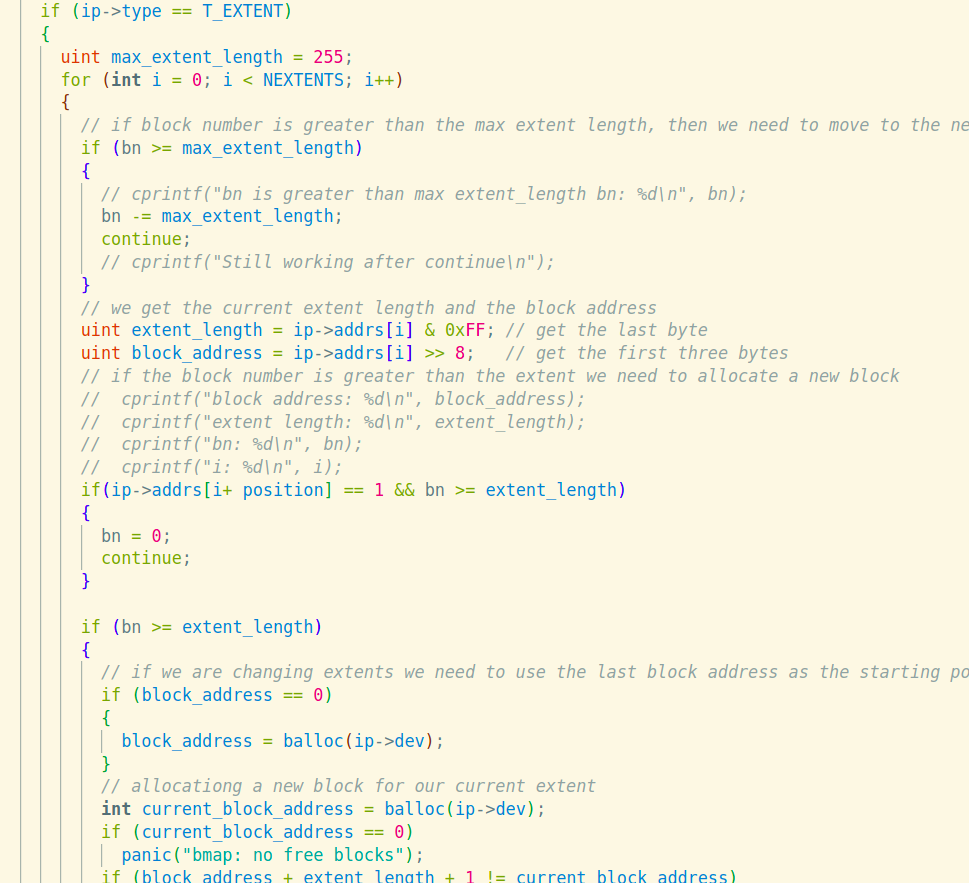 if (ip->type == T_EXTENT)
{
uint max_extent_length = 255;
for (int i = 0; i < NEXTENTS; i++)
{
// if block number is greater than the max extent length, then we need to move to the ne
if (bn >= max_extent_length)
{
// cprintf("bn is greater than max extent_length bn: %d\n", bn);
bn -= max_extent_length;
continue;
// cprintf("Still working after continue\n");
}
// we get the current extent length and the block address
uint extent_length = ip->addrs[i] & 0xFF; // get the last byte
uint block_address = ip->addrs[i] >> 8;   // get the first three bytes
// if the block number is greater than the extent we need to allocate a new block
//  cprintf("block address: %d\n", block_address);
//  cprintf("extent length: %d\n", extent_length);
//  cprintf("bn: %d\n", bn);
//  cprintf("i: %d\n", i);
if(ip->addrs[i+ position] == 1 && bn >= extent_length)
{
bn = 0;
continue;
}
if (bn >= extent_length)
{
// if we are changing extents we need to use the last block address as the starting po
if (block_address == 0)
{
block_address = balloc(ip->dev);
}
// allocationg a new block for our current extent
int current_block_address = balloc(ip->dev);
if (current_block_address == 0)
panic("bmap: no free blocks");
if (block_address + extent_length + 1 != current_block_address)